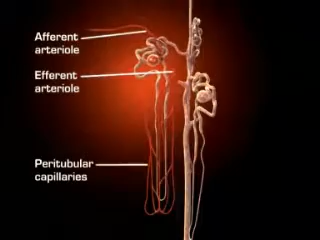 Afferent
arteriole
Efferent
arteriole
Peritubular
capillaries